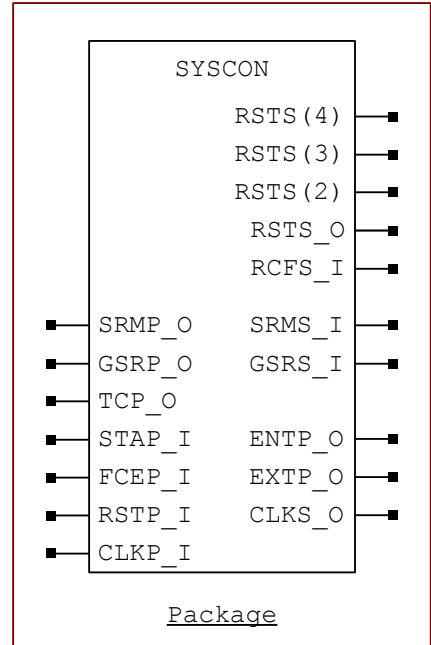 SYSCON
RSTS(4)
RSTS(3)
RSTS(2)
RSTS_O
RCFS_I
SRMP_O SRMS_I
GSRP_O GSRS_I
TCP_O
STAP_I ENTP_O
FCEP_I EXTP_O
RSTP_I CLKS_O
CLKP_I
Package